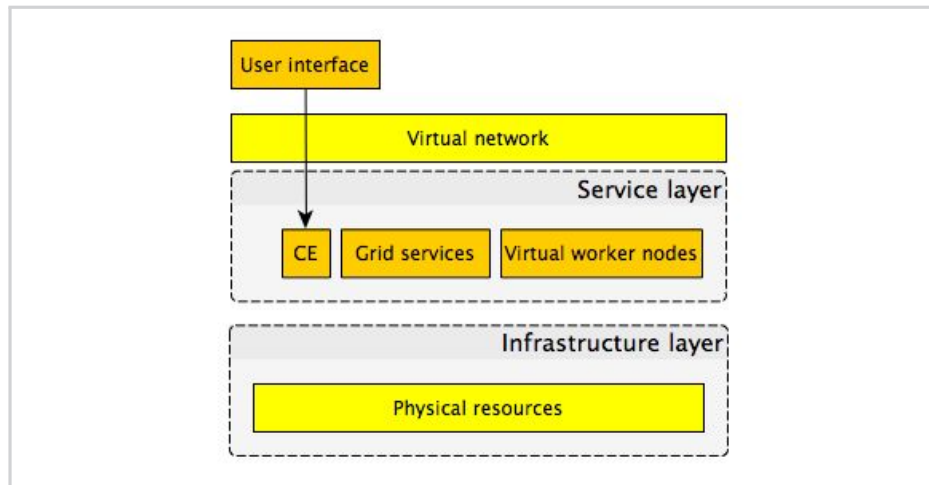 User interface
Virtual network
Service layer
CE
Grid services
Virtual worker nodes
Infrastructure layer
Physical resources